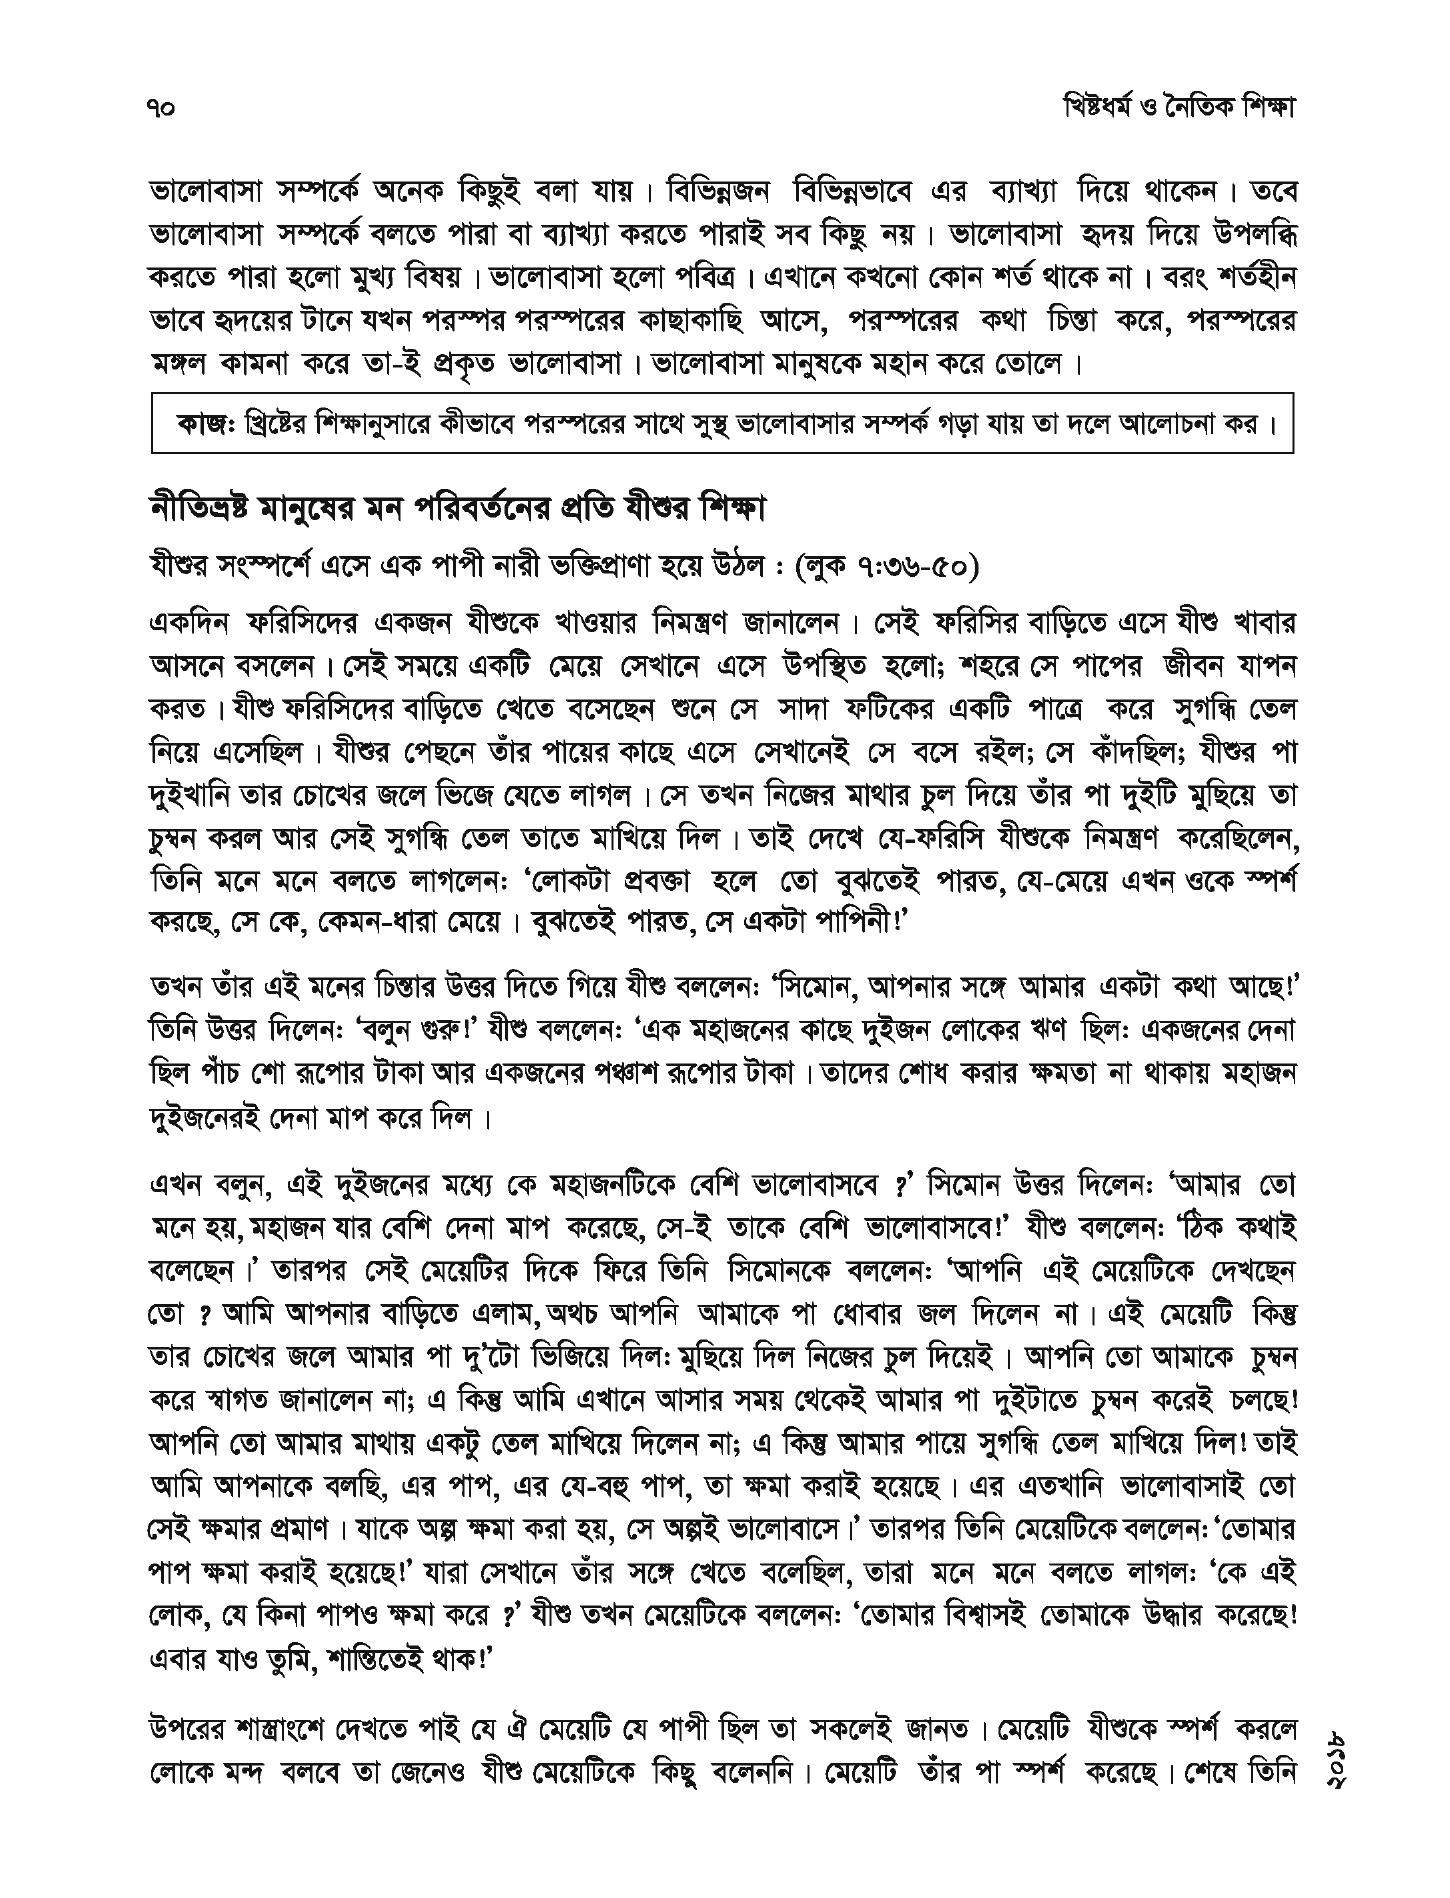 ৭০
খিষ্টধর্ম ও নৈতিক শিক্ষা
ভালোবাসা সম্পর্কে অনেক কিছুই বলা যায়। বিভিন্নজন বিভিন্নভাবে এর ব্যাখ্যা দিয়ে থাকেন। তবে
ভালোবাসা সম্পর্কে বলতে পারা বা ব্যাখ্যা করতে পারাই সব কিছু নয়। ভালোবাসা হৃদয় দিয়ে উপলব্ধি
করতে পারা হলো মুখ্য বিষয়। ভালোবাসা হলো পবিত্র। এখানে কখনো কোন শর্ত থাকে না। বরং শর্তহীন
ভাবে হৃদয়ের টানে যখন পরস্পর পরস্পরের কাছাকাছি আসে, পরস্পরের কথা চিন্তা করে, পরস্পরের
মঙ্গল কামনা করে তা-ই প্রকৃত ভালোবাসা। ভালোবাসা মানুষকে মহান করে তোলে।
কাজ: খ্রিষ্টের শিক্ষানুসারে কীভাবে পরস্পরের সাথে সুস্থ ভালোবাসার সম্পর্ক গড়া যায় তা দলে আলোচনা কর।
নীতিভ্রষ্ট মানুষের মন পরিবর্তনের প্রতি যীশুর শিক্ষা
যীশুর সংস্পর্শে এসে এক পাপী নারী ভক্তিপ্রাণা হয়ে উঠল : (লুক ৭:৩৬-৫০)
একদিন ফরিসিদের একজন যীশুকে খাওয়ার নিমন্ত্রণ জানালেন। সেই ফরিসির বাড়িতে এসে যীশু খাবার
আসনে বসলেন। সেই সময়ে একটি মেয়ে সেখানে এসে উপস্থিত হলো; শহরে সে পাপের জীবন যাপন
করত। যীশু ফরিসিদের বাড়িতে খেতে বসেছেন শুনে সে সাদা ফটিকের একটি পাত্রে করে সুগন্ধি তেল
নিয়ে এসেছিল। যীশুর পেছনে তাঁর পায়ের কাছে এসে সেখানেই সে বসে রইল; সে কাঁদছিল; যীশুর পা
দুইখানি তার চোখের জলে ভিজে যেতে লাগল। সে তখন নিজের মাথার চুল দিয়ে তাঁর পা দুইটি মুছিয়ে তা
চুম্বন করল আর সেই সুগন্ধি তেল তাতে মাখিয়ে দিল। তাই দেখে যে-ফরিসি যীশুকে নিমন্ত্রণ করেছিলেন,
তিনি মনে মনে বলতে লাগলেন: ‘লোকটা প্রবক্তা হলে তো বুঝতেই পারত, যে-মেয়ে এখন ওকে স্পর্শ
করছে, সে কে, কেমন-ধারা মেয়ে। বুঝতেই পারত, সে একটা পাপিনী!’
তখন তাঁর এই মনের চিন্তার উত্তর দিতে গিয়ে যীশু বললেন: ‘সিমোন, আপনার সঙ্গে আমার একটা কথা আছে!’
তিনি উত্তর দিলেন: ‘বলুন গুরু!’ যীশু বললেন: ‘এক মহাজনের কাছে দুইজন লোকের ঋণ ছিল: একজনের দেনা
ছিল পাঁচ শো রূপোর টাকা আর একজনের পঞ্চাশ রূপোর টাকা। তাদের শোধ করার ক্ষমতা না থাকায় মহাজন
দুইজনেরই দেনা মাপ করে দিল।
এখন বলুন, এই দুইজনের মধ্যে কে মহাজনটিকে বেশি ভালোবাসবে ?’ সিমোন উত্তর দিলেন: ‘আমার তো
মনে হয়, মহাজন যার বেশি দেনা মাপ করেছে, সে-ই তাকে বেশি ভালোবাসবে!’ যীশু বললেন: ‘ঠিক কথাই
বলেছেন।’ তারপর সেই মেয়েটির দিকে ফিরে তিনি সিমোনকে বললেন: ‘আপনি এই মেয়েটিকে দেখছেন
তো ? আমি আপনার বাড়িতে এলাম, অথচ আপনি আমাকে পা ধোবার জল দিলেন না। এই মেয়েটি কিন্তু
তার চোখের জলে আমার পা দু’টো ভিজিয়ে দিল: মুছিয়ে দিল নিজের চুল দিয়েই। আপনি তো আমাকে চুম্বন
করে স্বাগত জানালেন না; এ কিন্তু আমি এখানে আসার সময় থেকেই আমার পা দুইটাতে চুম্বন করেই চলছে!
আপনি তো আমার মাথায় একটু তেল মাখিয়ে দিলেন না; এ কিন্তু আমার পায়ে সুগন্ধি তেল মাখিয়ে দিল! তাই
আমি আপনাকে বলছি, এর পাপ, এর যে-বহু পাপ, তা ক্ষমা করাই হয়েছে। এর এতখানি ভালোবাসাই তো
সেই ক্ষমার প্রমাণ। যাকে অল্প ক্ষমা করা হয়, সে অল্পই ভালোবাসে।’ তারপর তিনি মেয়েটিকে বললেন: ‘তোমার
পাপ ক্ষমা করাই হয়েছে!’ যারা সেখানে তাঁর সঙ্গে খেতে বলেছিল, তারা মনে মনে বলতে লাগল: ‘কে এই
লোক, যে কিনা পাপও ক্ষমা করে ?’ যীশু তখন মেয়েটিকে বললেন: ‘তোমার বিশ্বাসই তোমাকে উদ্ধার করেছে!
এবার যাও তুমি, শান্তিতেই থাক!’
উপরের শাস্ত্রাংশে দেখতে পাই যে ঐ মেয়েটি যে পাপী ছিল তা সকলেই জানত। মেয়েটি যীশুকে স্পর্শ করলে
লোকে মন্দ বলবে তা জেনেও যীশু মেয়েটিকে কিছু বলেননি। মেয়েটি তাঁর পা স্পর্শ করেছে। শেষে তিনি
২০১৮